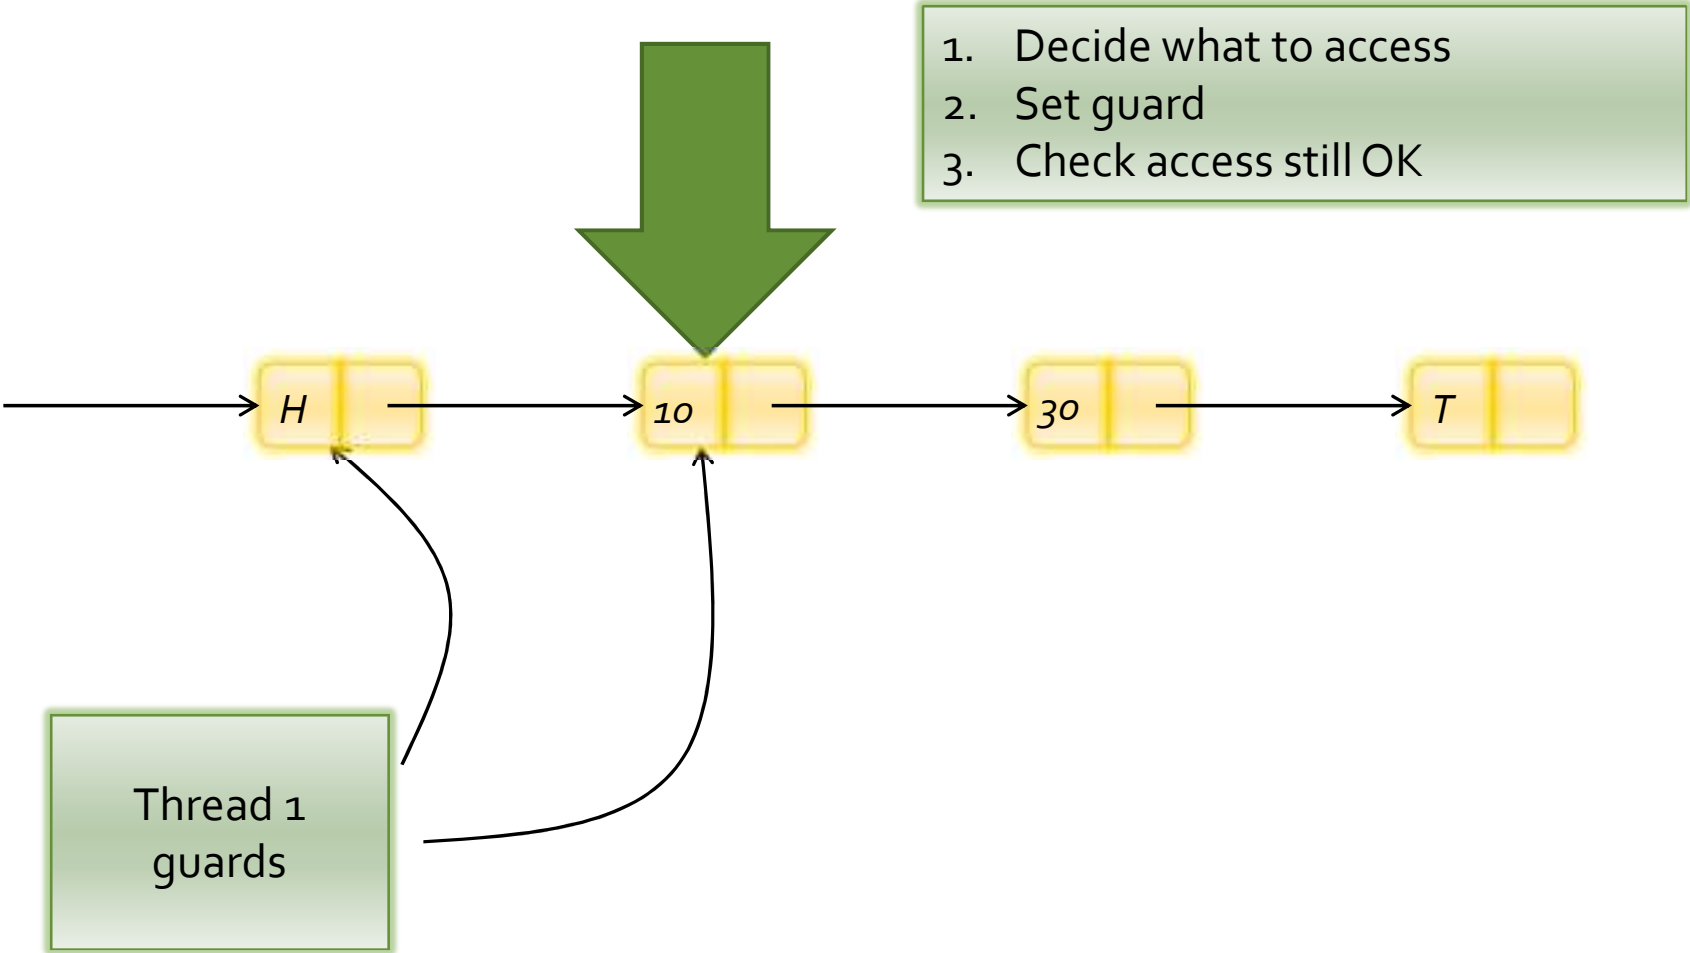 1. Decide what to access
2. Set guard
3. Check access still OK
H
10
30
T
Thread 1
guards